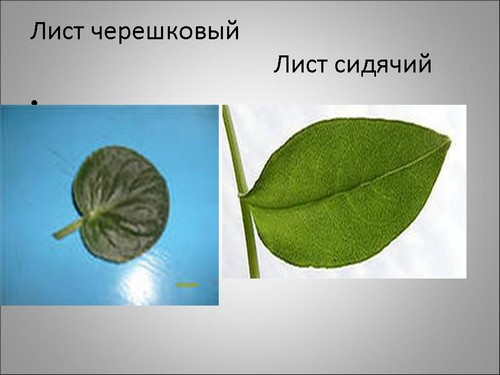 Лист черешковый
Лист сидячий